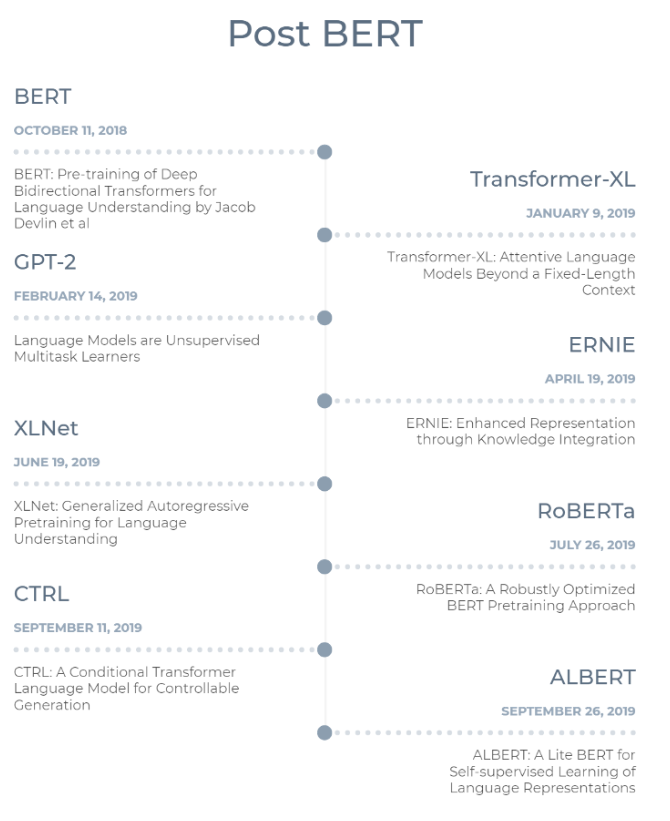 Post BERT
BERT
OCTOBER 11, 2018
BERT: Pre-training of Deep
Bidirectional Transformers for
Language Understanding by Jacob
Devlin et al
Transformer-XL
JANUARY 9, 2019
Transformer-XL: Attentive Language
Models Beyond a Fixed-Length
Context
GPT-2
FEBRUARY 14, 2019
Language Models are Unsupervised
Multitask Learners
ERNIE
APRIL 19, 2019
ERNIE: Enhanced Representation
through Knowledge Integration
XLNet
JUNE 19, 2019
XLNet: Generalized Autoregressive
Pretraining for Language
Understanding
RoBERTa
JULY 26, 2019
RoBERTa: A Robustly Optimized
BERT Pretraining Approach
CTRL
SEPTEMBER 11, 2019
CTRL: A Conditional Transformer
Language Model for Controllable
Generation
ALBERT
SEPTEMBER 26, 2019
ALBERT: A Lite BERT for
Self-supervised Learning of
Language Representations